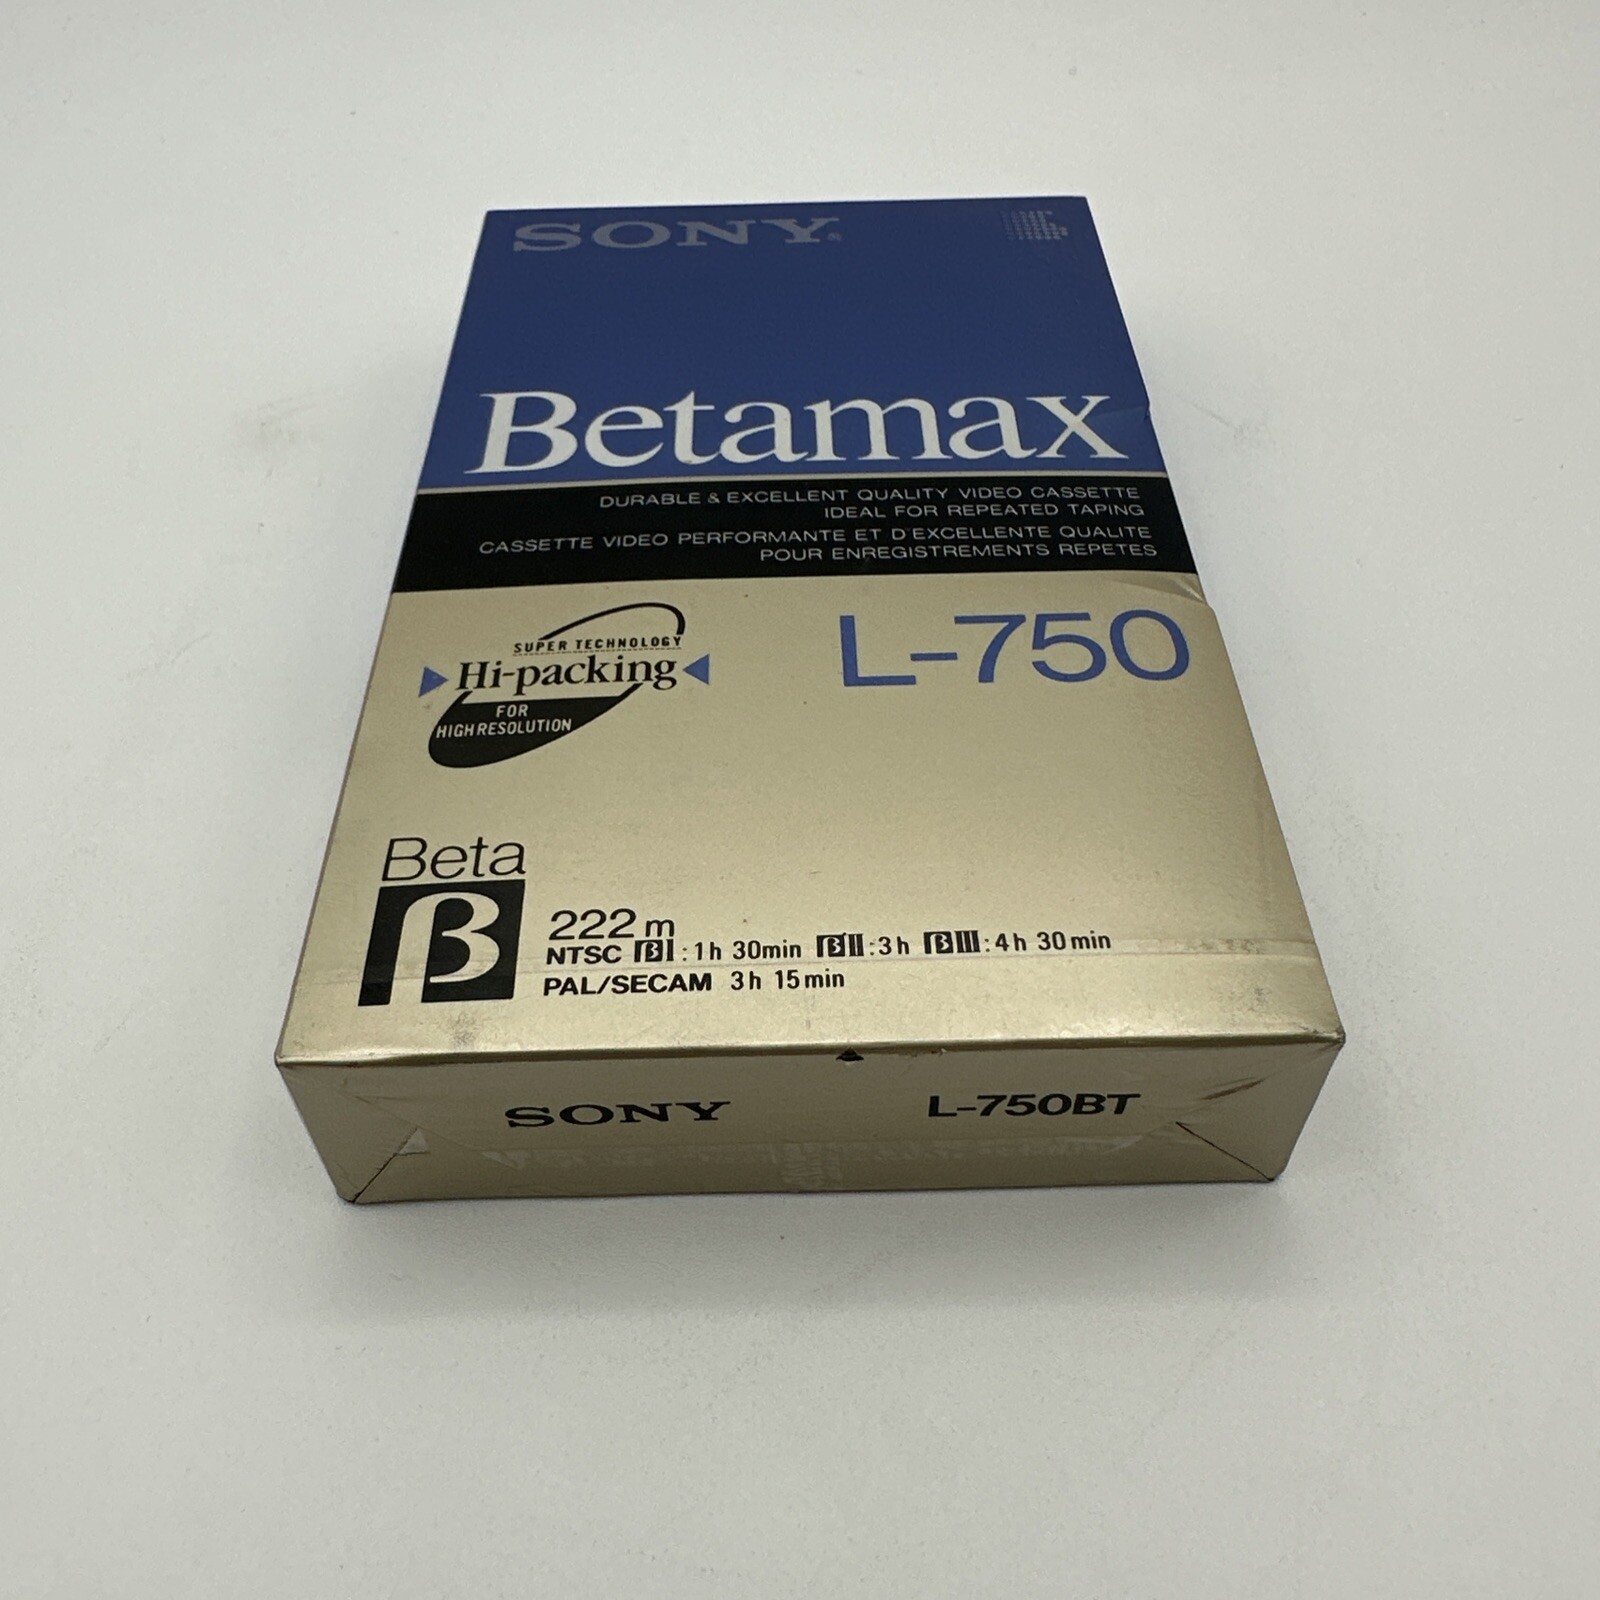 SONY®
Betamax
DURABLE & EXCELLENT QUALITY VIDEO CASSETTE
IDEAL FOR REPEATED TAPING
CASSETTE VIDEO PERFORMANTE ET D'EXCELLENTE QUALITE
POUR ENREGISTREMENTS REPETES
L-750
SUPER TECHNOLOGY
Hi-packing
FOR
HIGH RESOLUTION
Beta
β
222m
NTSC βI:1h 30min βII:3h βIII:4h 30min
PAL/SECAM 3h 15min
SONY L-750BT